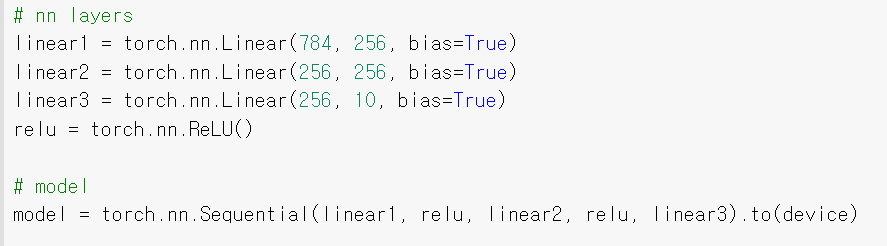 # nn layers
linear1 = torch.nn.Linear(784, 256, bias=True)
linear2 = torch.nn.Linear(256, 256, bias=True)
linear3 = torch.nn.Linear(256, 10, bias=True)
relu = torch.nn.ReLU()
# model
model = torch.nn.Sequential(linear1, relu, linear2, relu, linear3).to(device)